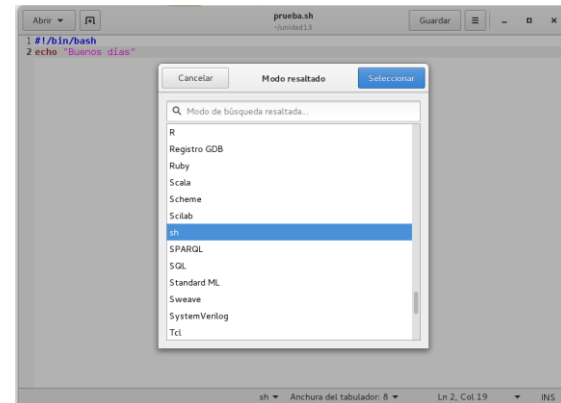 Abrir
prueba.sh
~/unidad13
Guardar
1 #!/bin/bash
2 echo "Buenos días"
Cancelar
Modo resaltado
Seleccionar
Modo de búsqueda resaltada...
R
Registro GDB
Ruby
Scala
Scheme
Scilab
sh
SPARQL
SQL
Standard ML
Sweave
SystemVerilog
Tcl
sh Anchura del tabulador: 8 Ln 2, Col 19 INS